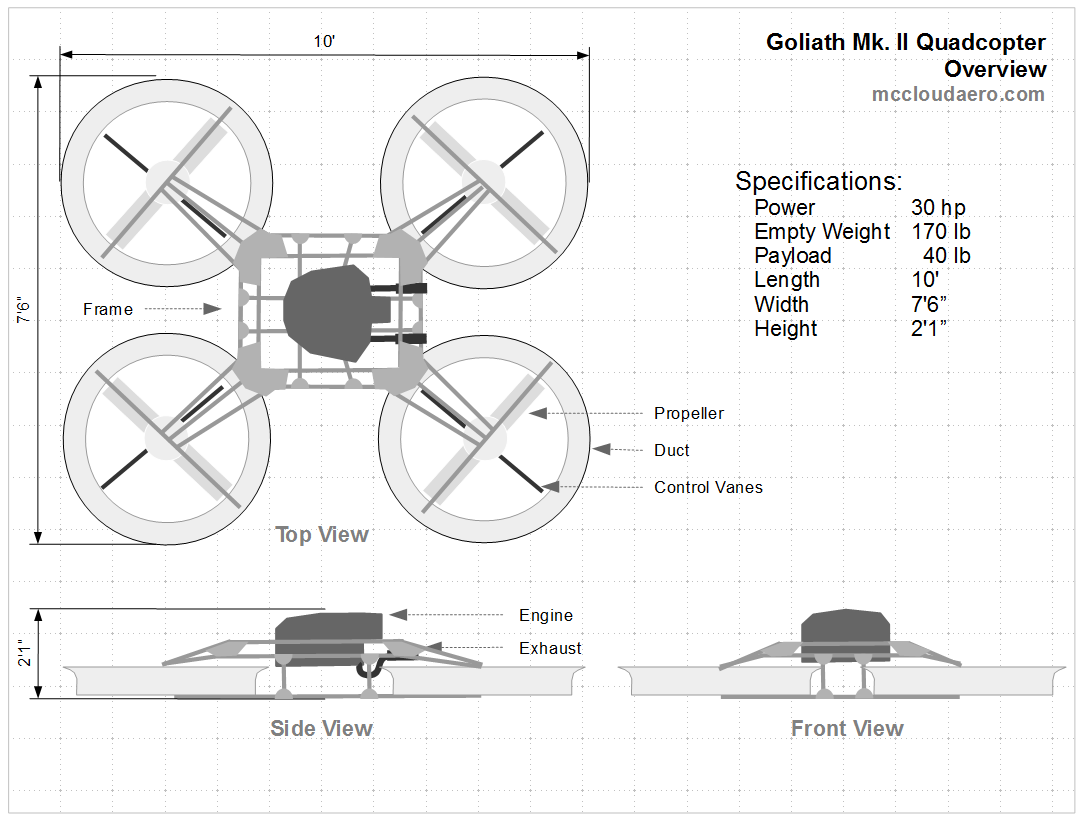 Goliath Mk. II Quadcopter
Overview
mccloudaero.com
10'
7'6"
Specifications:
Power 30 hp
Empty Weight 170 lb
Payload 40 lb
Length 10'
Width 7'6”
Height 2'1”
Frame
Propeller
Duct
Control Vanes
Top View
2'1"
Engine
Exhaust
Side View
Front View